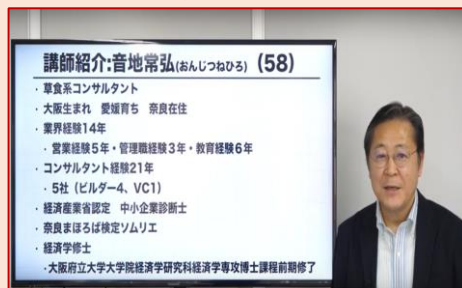 講師紹介:音地常弘(おんじつねひろ)(58)
・草食系コンサルタント
・大阪生まれ 愛媛育ち 奈良在住
・業界経験14年
・営業経験5年・管理職経験3年・教育経験6年
・コンサルタント経験21年
・5社(ビルダー4、VC1)
・経済産業省認定 中小企業診断士
・奈良まほろば検定ソムリエ
・経済学修士
・大阪府立大学大学院経済学研究科経済学専攻博士課程前期修了